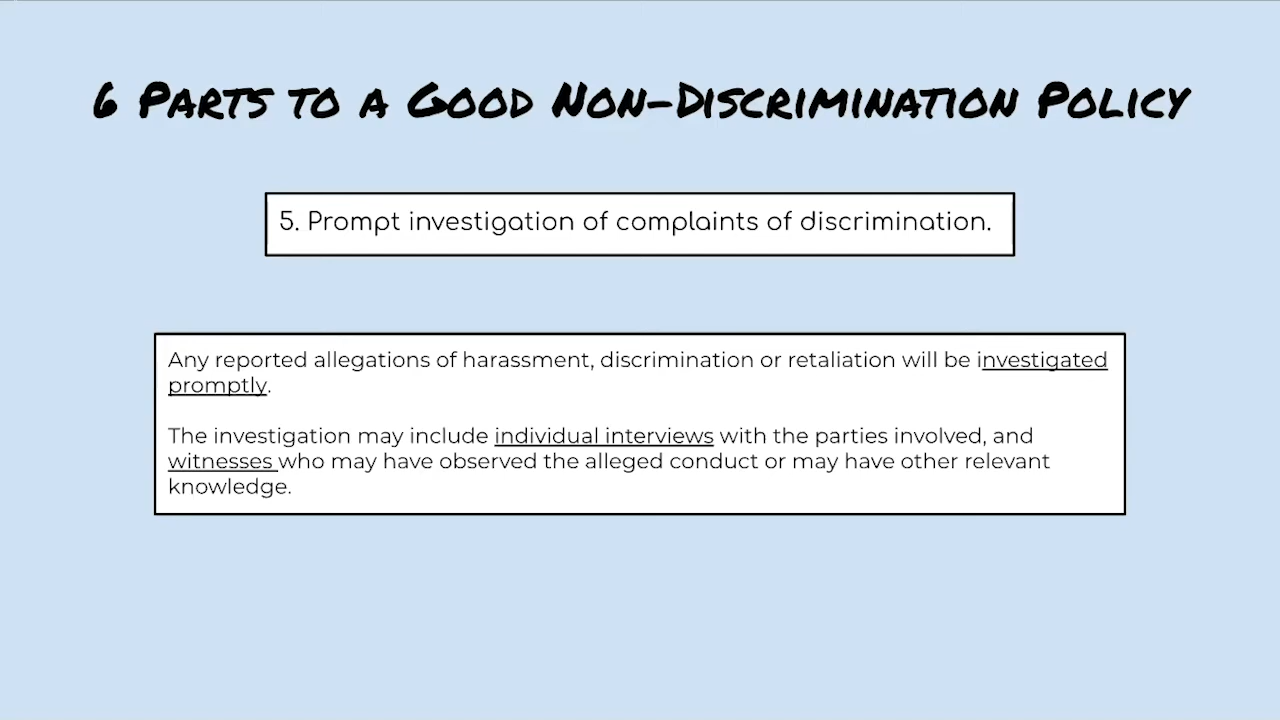 6 Parts to a Good Non-Discrimination Policy
5. Prompt investigation of complaints of discrimination.
Any reported allegations of harassment, discrimination or retaliation will be investigated
promptly.
The investigation may include individual interviews with the parties involved, and
witnesses who may have observed the alleged conduct or may have other relevant
knowledge.